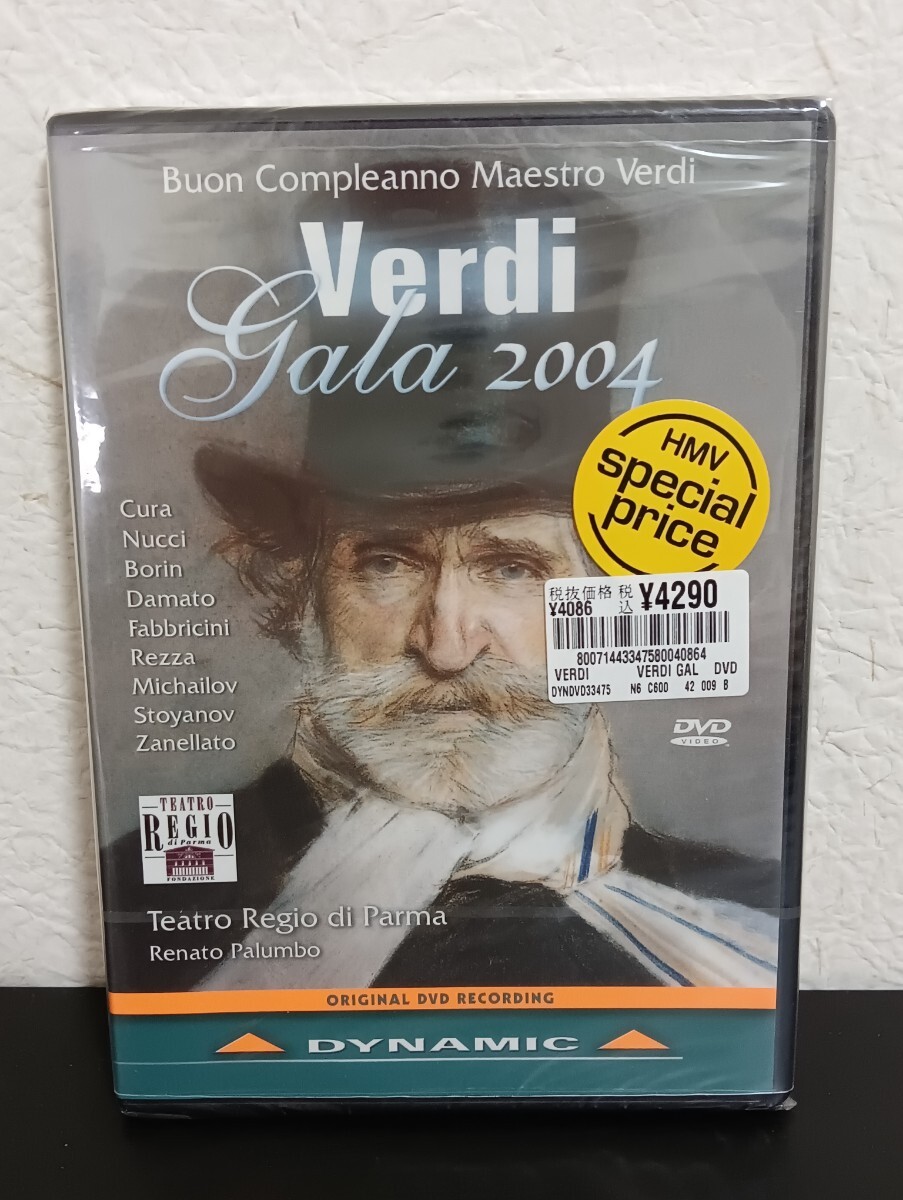 Buon Compleanno Maestro Verdi
Verdi
Gala 2004
HMV
special
price
税抜価格 税込 ¥4290
¥4086
80071443347580040864
VERDI VERDI GAL DVD
DYNDVD33475 N6 C600 42 009 8
Cura
Nucci
Borin
Damato
Fabbricini
Rezza
Michailov
Stoyanov
Zanellato
DVD
VIDEO
TEATRO
REGIO
di Parma
FONDAZIONE
Teatro Regio di Parma
Renato Palumbo
ORIGINAL DVD RECORDING
DYNAMIC